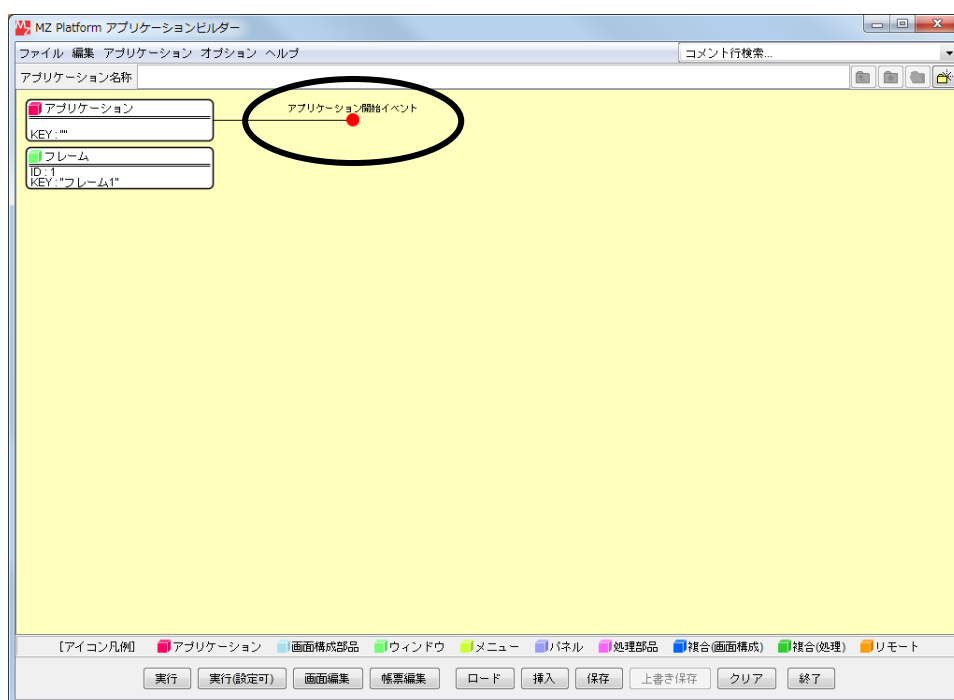 MZ Platform アプリケーションビルダー
ファイル 編集 アプリケーション オプション ヘルプ コメント行検索...
アプリケーション名称
アプリケーション アプリケーション開始イベント
KEY:""
フレーム
ID:1
KEY:"フレーム1"
[アイコン凡例] アプリケーション 画面構成部品 ウィンドウ メニュー パネル 処理部品 複合(画面構成) 複合(処理) リモート
実行 実行(設定可) 画面編集 帳票編集 ロード 挿入 保存 上書き保存 クリア 終了